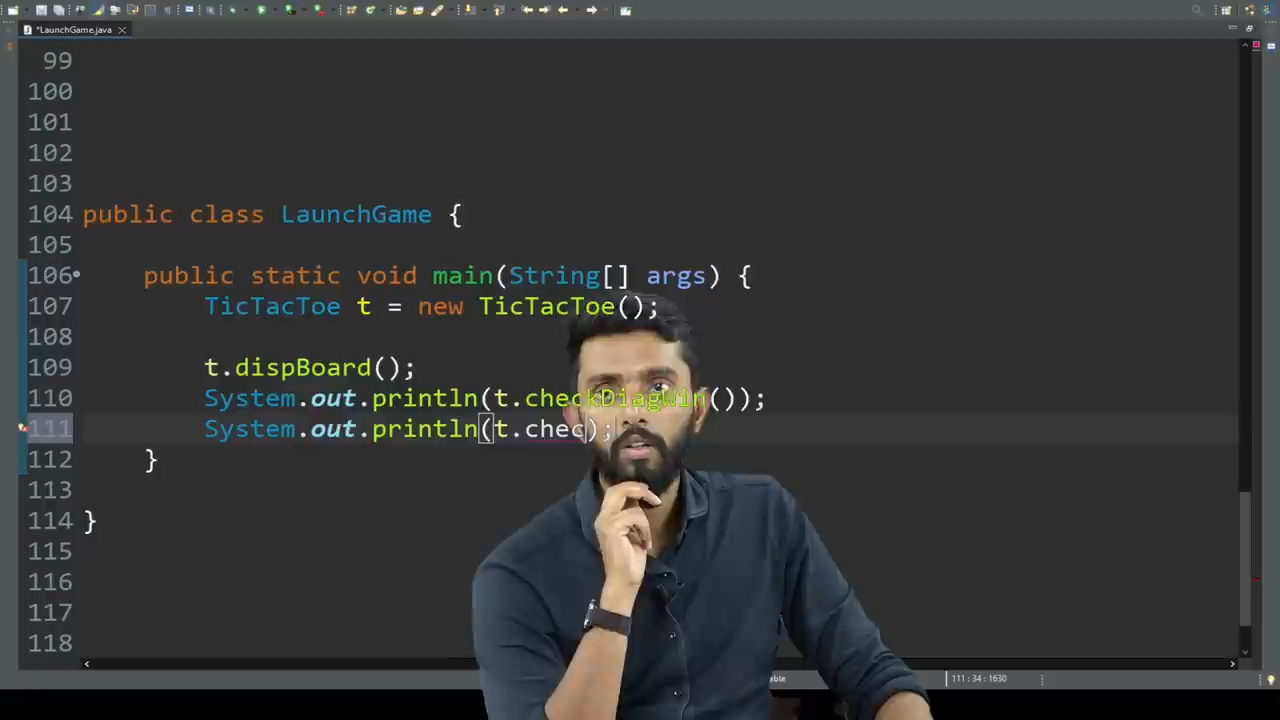 *LaunchGame.java
99
100
101
102
103
104 public class LaunchGame {
105
106 public static void main(String[] args) {
107 TicTacToe t = new TicTacToe();
108
109 t.dispBoard();
110 System.out.println(t.checkDiagWin());
111 System.out.println(t.chec);
112 }
113
114 }
115
116
117
118
111 : 34 : 1630